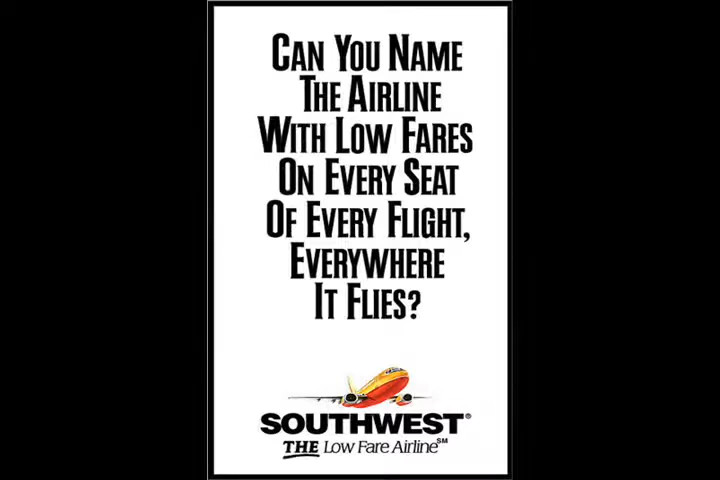 CAN YOU NAME
THE AIRLINE
WITH LOW FARES
ON EVERY SEAT
OF EVERY FLIGHT,
EVERYWHERE
IT FLIES?
SOUTHWEST®
THE Low Fare Airline℠